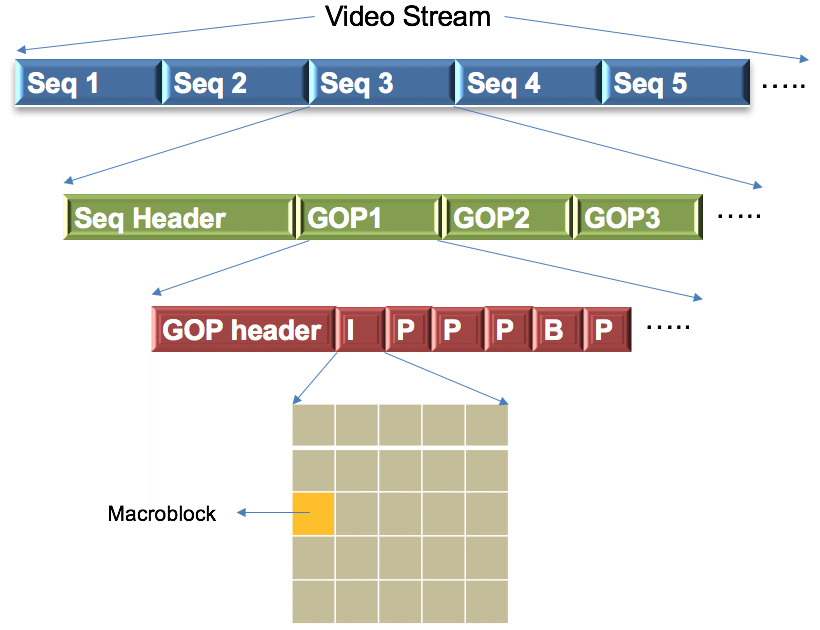 Video Stream
Seq 1 Seq 2 Seq 3 Seq 4 Seq 5 .....
Seq Header GOP1 GOP2 GOP3 .....
GOP header I P P P B P .....
Macroblock